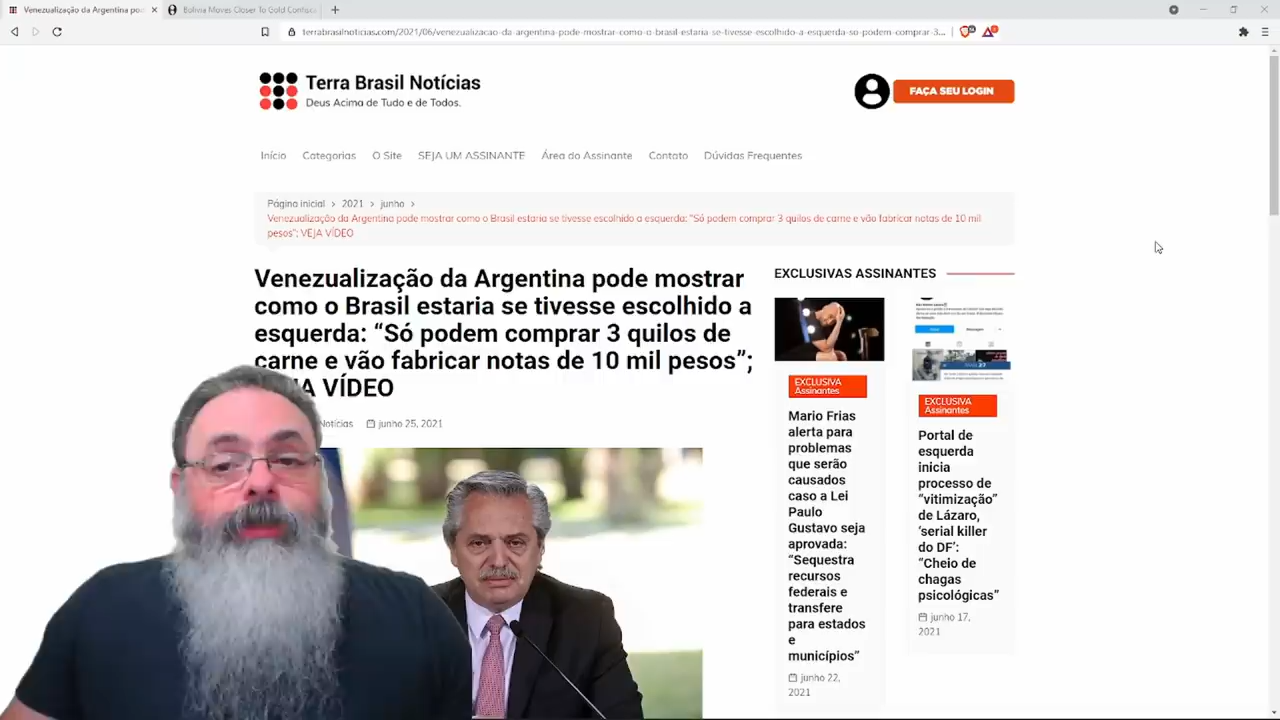 Venezualização da Argentina pod
Bolivia Moves Closer To Gold Confisca
terrabrasilnoticias.com/2021/06/venezualizacao-da-argentina-pode-mostrar-como-o-brasil-estaria-se-tivesse-escolhido-a-esquerda-so-podem-comprar-3...
Terra Brasil Notícias
Deus Acima de Tudo e de Todos.
FAÇA SEU LOGIN
Início Categorias O Site SEJA UM ASSINANTE Área do Assinante Contato Dúvidas Frequentes
Página inicial > 2021 > junho >
Venezualização da Argentina pode mostrar como o Brasil estaria se tivesse escolhido a esquerda: "Só podem comprar 3 quilos de carne e vão fabricar notas de 10 mil
pesos"; VEJA VÍDEO
Venezualização da Argentina pode mostrar
como o Brasil estaria se tivesse escolhido a
esquerda: “Só podem comprar 3 quilos de
carne e vão fabricar notas de 10 mil pesos”;
JA VÍDEO
Notícias junho 25, 2021
EXCLUSIVAS ASSINANTES
EXCLUSIVA
Assinantes
Mario Frias
alerta para
problemas
que serão
causados
caso a Lei
Paulo
Gustavo seja
aprovada:
“Sequestra
recursos
federais e
transfere
para estados
e
municípios”
junho 22,
2021
EXCLUSIVA
Assinantes
Portal de
esquerda
inicia
processo de
“vitimização”
de Lázaro,
‘serial killer
do DF’:
“Cheio de
chagas
psicológicas”
junho 17,
2021